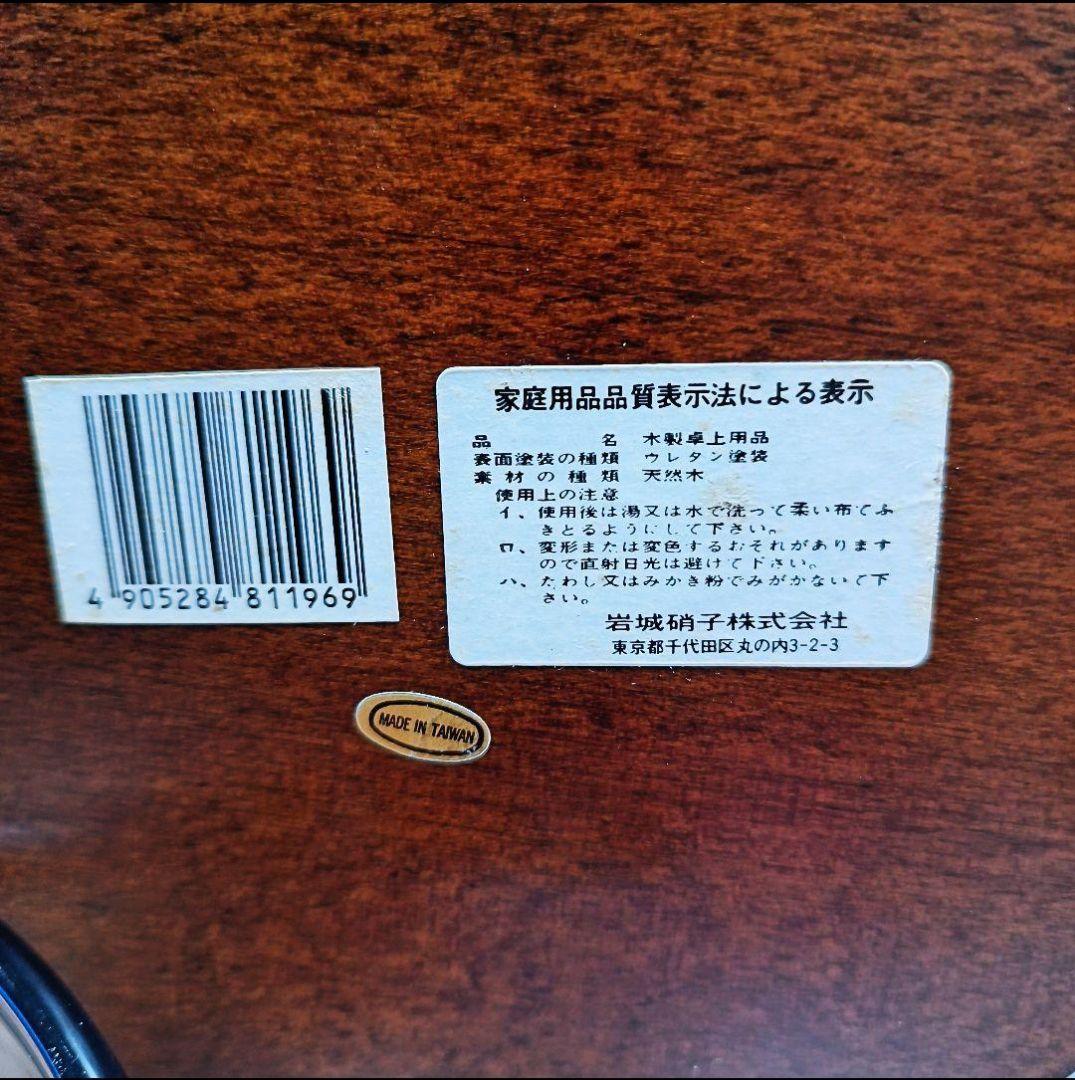 4 905284 811969
家庭用品品質表示法による表示
品名 木製卓上用品
表面塗装の種類 ウレタン塗装
素材の種類 天然木
使用上の注意
イ、使用後は湯又は水で洗って柔い布でふ
きとるようにして下さい。
ロ、変形または変色するおそれがあります
ので直射日光は避けて下さい。
ハ、たわし又はみかき粉でみがかないで下
さい。
岩城硝子株式会社
東京都千代田区丸の内3-2-3
MADE IN TAIWAN